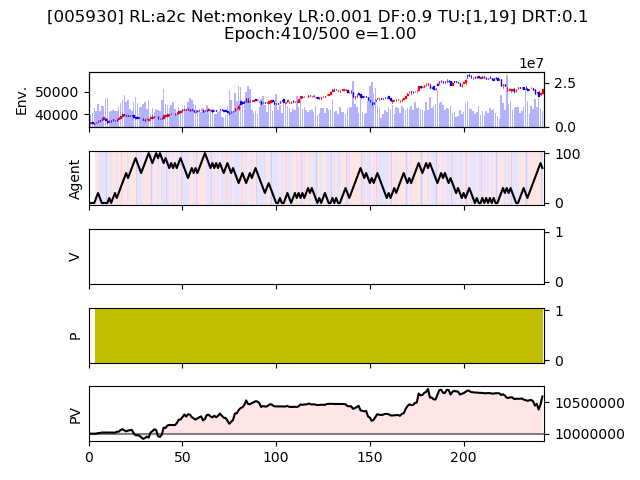 [005930] RL:a2c Net:monkey LR:0.001 DF:0.9 TU:[1,19] DRT:0.1
Epoch:410/500 e=1.00
1e7
Env.
50000
40000
2.5
0.0
Agent
100
0
V
1
0
P
1
0
PV
10500000
10000000
0 50 100 150 200